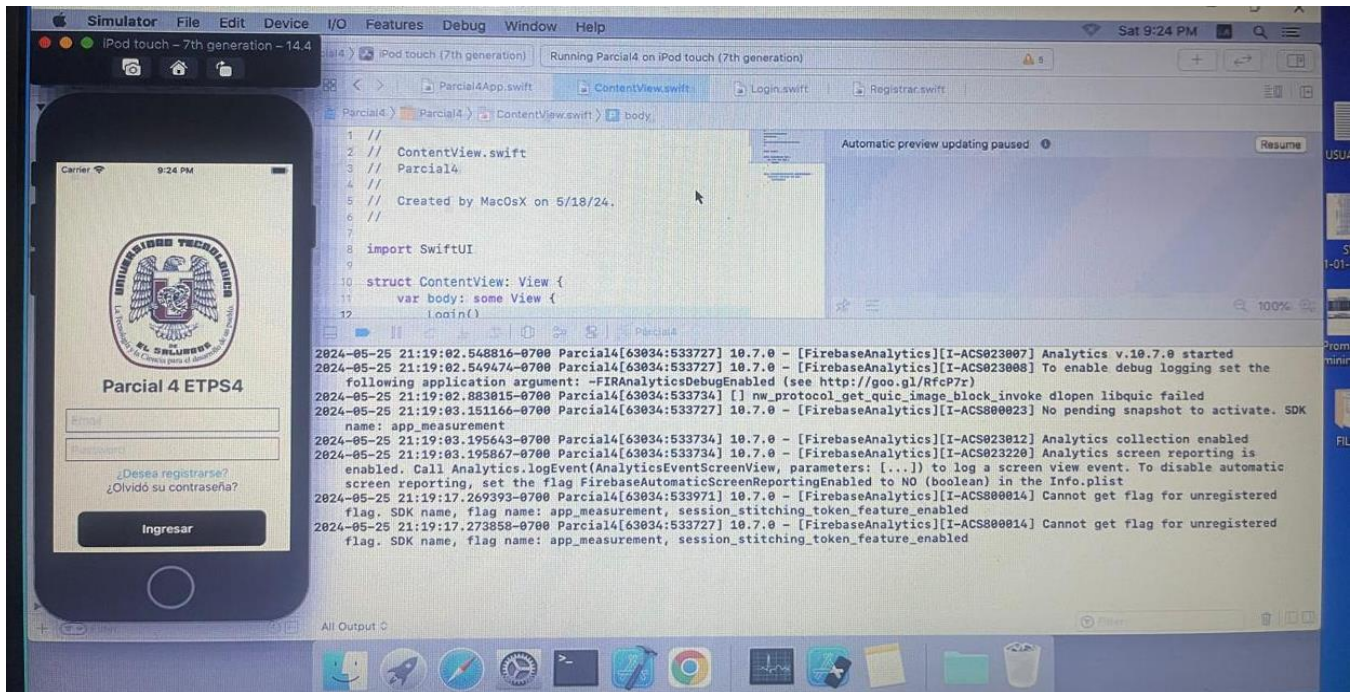 Simulator File Edit Device I/O Features Debug Window Help
Sat 9:24 PM
iPod touch – 7th generation – 14.4
iPod touch (7th generation)
Running Parcial4 on iPod touch (7th generation)
Parcial4App.swift
ContentView.swift
Login.swift
Registrar.swift
Parcial4 Parcial4 ContentView.swift body
1 //
2 // ContentView.swift
3 // Parcial4
4 //
5 // Created by MacOsX on 5/18/24.
6 //
7
8 import SwiftUI
9
10 struct ContentView: View {
11 var body: some View {
12 Login()
Automatic preview updating paused
Resume
100%
Parcial4
Carrier
9:24 PM
UNIVERSIDAD TECNOLOGICA
La Tecnología y la Ciencia para el desarrollo de un pueblo
DE
EL SALVADOR
Parcial 4 ETPS4
Email
Password
¿Desea registrarse?
¿Olvidó su contraseña?
Ingresar
2024-05-25 21:19:02.548816-0700 Parcial4[63034:533727] 10.7.0 - [FirebaseAnalytics][I-ACS023007] Analytics v.10.7.0 started
2024-05-25 21:19:02.549474-0700 Parcial4[63034:533727] 10.7.0 - [FirebaseAnalytics][I-ACS023008] To enable debug logging set the
following application argument: -FIRAnalyticsDebugEnabled (see http://goo.gl/RfcP7r)
2024-05-25 21:19:02.883015-0700 Parcial4[63034:533734] [] nw_protocol_get_quic_image_block_invoke dlopen libquic failed
2024-05-25 21:19:03.151166-0700 Parcial4[63034:533727] 10.7.0 - [FirebaseAnalytics][I-ACS800023] No pending snapshot to activate. SDK
name: app_measurement
2024-05-25 21:19:03.195643-0700 Parcial4[63034:533734] 10.7.0 - [FirebaseAnalytics][I-ACS023012] Analytics collection enabled
2024-05-25 21:19:03.195867-0700 Parcial4[63034:533734] 10.7.0 - [FirebaseAnalytics][I-ACS023220] Analytics screen reporting is
enabled. Call Analytics.logEvent(AnalyticsEventScreenView, parameters: [...]) to log a screen view event. To disable automatic
screen reporting, set the flag FirebaseAutomaticScreenReportingEnabled to NO (boolean) in the Info.plist
2024-05-25 21:19:17.269393-0700 Parcial4[63034:533971] 10.7.0 - [FirebaseAnalytics][I-ACS800014] Cannot get flag for unregistered
flag. SDK name, flag name: app_measurement, session_stitching_token_feature_enabled
2024-05-25 21:19:17.273858-0700 Parcial4[63034:533727] 10.7.0 - [FirebaseAnalytics][I-ACS800014] Cannot get flag for unregistered
flag. SDK name, flag name: app_measurement, session_stitching_token_feature_enabled
All Output
Filter
Filter